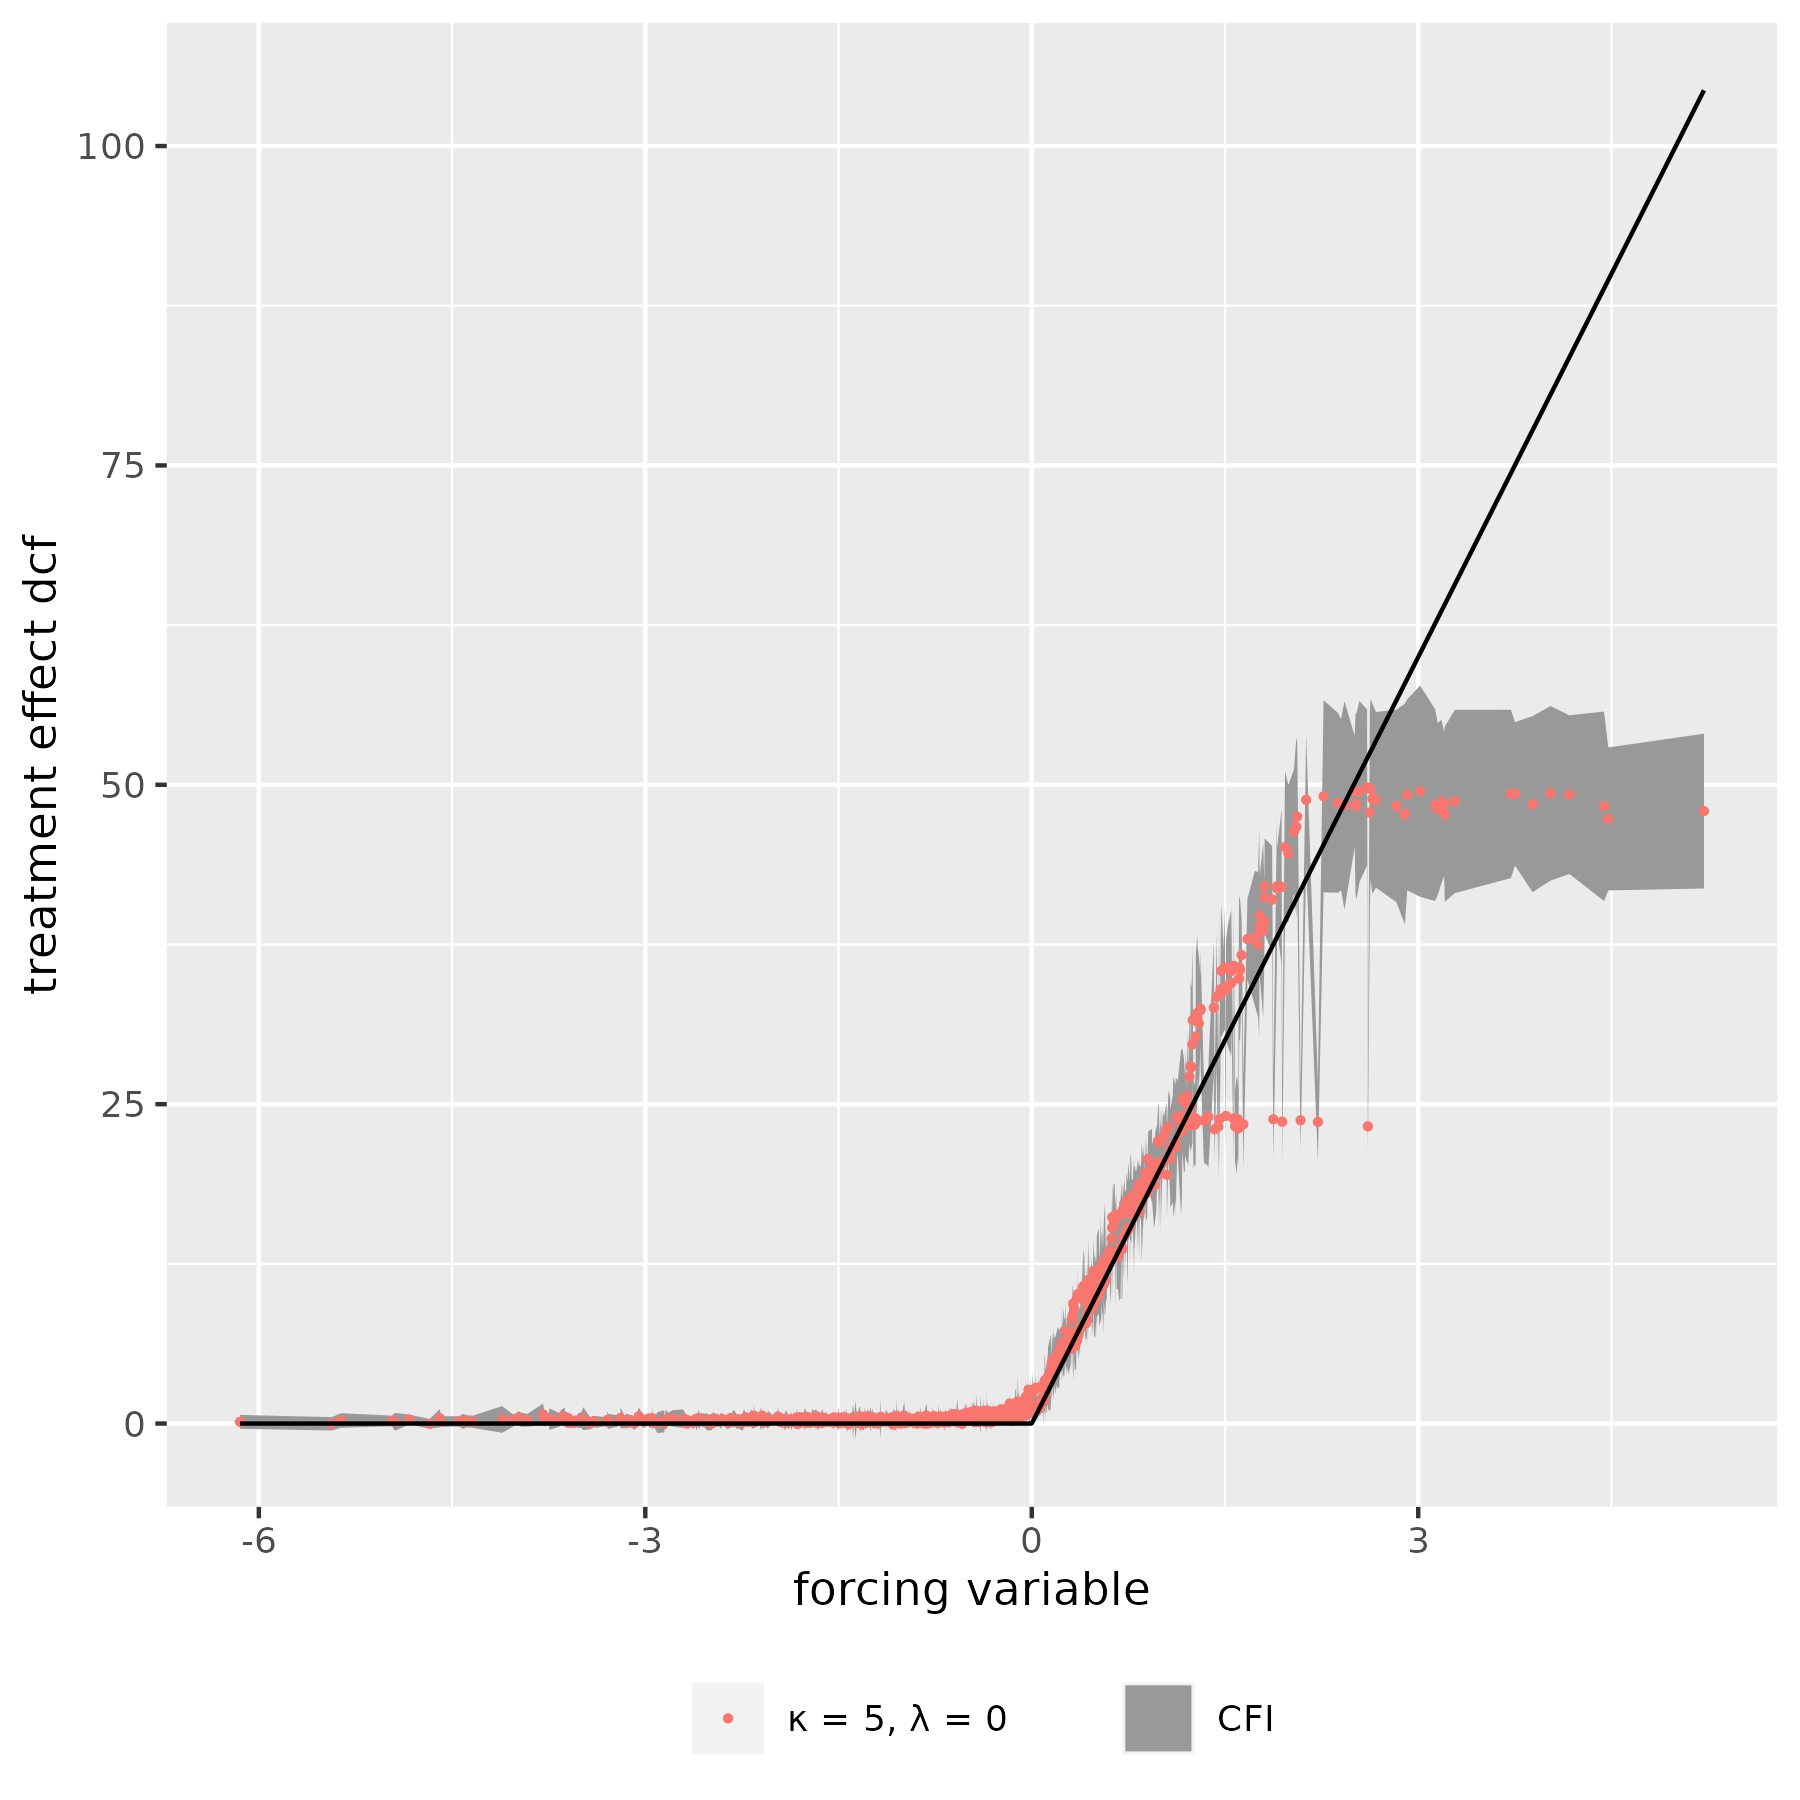 treatment effect dcf
100
75
50
25
0
-6
-3
0
3
forcing variable
κ = 5, λ = 0
CFI